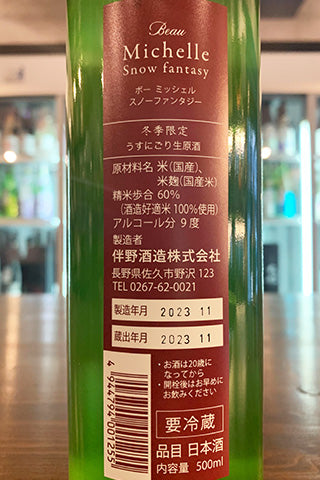 Beau
Michelle
Snow fantasy
ボー ミッシェル
スノーファンタジー
冬季限定
うすにごり生原酒
原材料名 米(国産)、
米麹(国産米)
精米歩合 60%
(酒造好適米100%使用)
アルコール分 9度
製造者
伴野酒造株式会社
長野県佐久市野沢 123
TEL 0267-62-0021
製造年月 2023 11
蔵出年月 2023 11
・お酒は20歳に
なってから
・開栓後はお早めに
お飲みください
4944794001255
要冷蔵
品目 日本酒
内容量 500ml